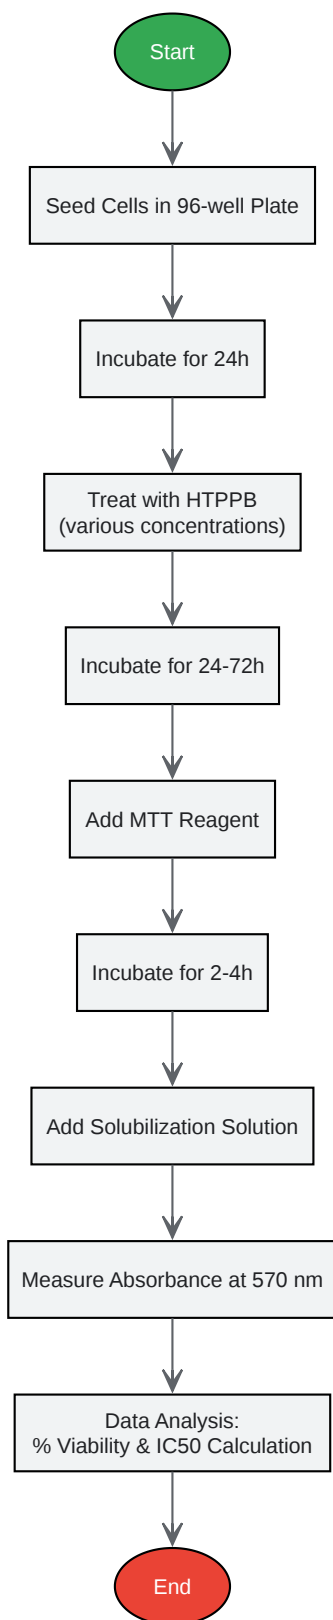 Start
Seed Cells in 96-well Plate
Incubate for 24h
Treat with HTPPB
(various concentrations)
Incubate for 24-72h
Add MTT Reagent
Incubate for 2-4h
Add Solubilization Solution
Measure Absorbance at 570 nm
Data Analysis:
% Viability & IC50 Calculation
End